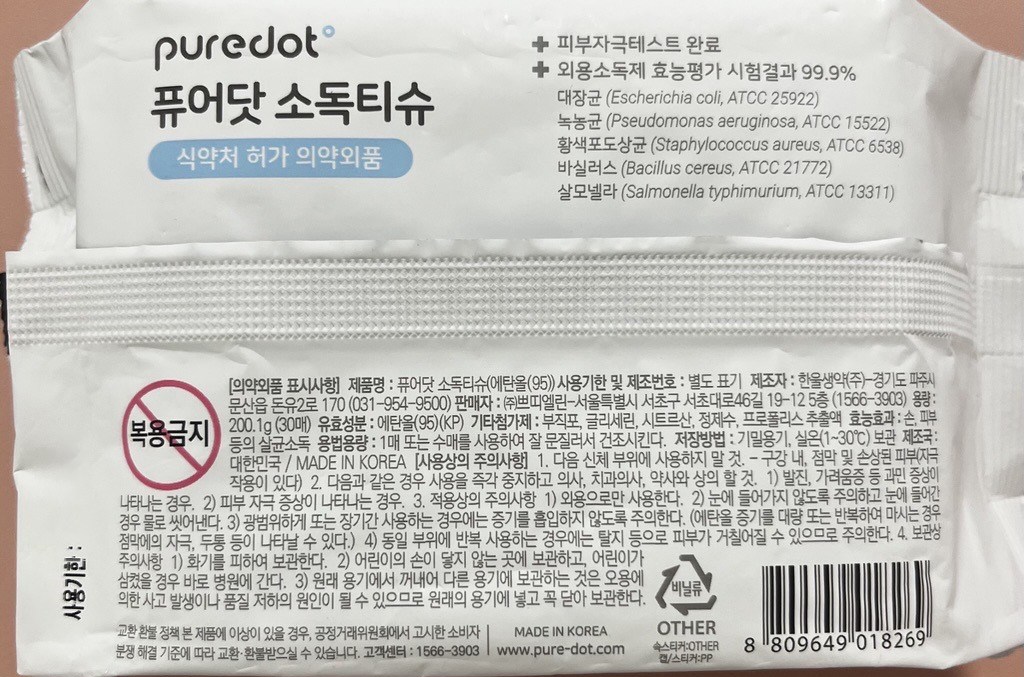 puredot°
퓨어닷 소독티슈
식약처 허가 의약외품
+ 피부자극테스트 완료
+ 외용소독제 효능평가 시험결과 99.9%
대장균 (Escherichia coli, ATCC 25922)
녹농균 (Pseudomonas aeruginosa, ATCC 15522)
황색포도상균 (Staphylococcus aureus, ATCC 6538)
바실러스 (Bacillus cereus, ATCC 21772)
살모넬라 (Salmonella typhimurium, ATCC 13311)
복용금지
[의약외품 표시사항] 제품명 : 퓨어닷 소독티슈(에탄올(95)) 사용기한 및 제조번호 : 별도 표기 제조자 : 한올생약(주)-경기도 파주시
문산읍 돈유2로 170 (031-954-9500) 판매자 : ㈜쁘띠엘린-서울특별시 서초구 서초대로46길 19-12 5층 (1566-3903) 용량 :
200.1g (30매) 유효성분 : 에탄올(95)(KP) 기타첨가제 : 부직포, 글리세린, 시트르산, 정제수, 프로폴리스 추출액 효능효과 : 손, 피부
등의 살균소독 용법용량 : 1매 또는 수매를 사용하여 잘 문질러서 건조시킨다. 저장방법 : 기밀용기, 실온(1~30℃) 보관 제조국 :
대한민국 / MADE IN KOREA [사용상의 주의사항] 1. 다음 신체 부위에 사용하지 말 것. - 구강 내, 점막 및 손상된 피부(자극
작용이 있다) 2. 다음과 같은 경우 사용을 즉각 중지하고 의사, 치과의사, 약사와 상의 할 것. 1) 발진, 가려움증 등 과민 증상이
나타나는 경우. 2) 피부 자극 증상이 나타나는 경우. 3. 적용상의 주의사항 1) 외용으로만 사용한다. 2) 눈에 들어가지 않도록 주의하고 눈에 들어간
경우 물로 씻어낸다. 3) 광범위하게 또는 장기간 사용하는 경우에는 증기를 흡입하지 않도록 주의한다. (에탄올 증기를 대량 또는 반복하여 마시는 경우
점막에의 자극, 두통 등이 나타날 수 있다.) 4) 동일 부위에 반복 사용하는 경우에는 탈지 등으로 피부가 거칠어질 수 있으므로 주의한다. 4. 보관상
주의사항 1) 화기를 피하여 보관한다. 2) 어린이의 손이 닿지 않는 곳에 보관하고, 어린이가
삼켰을 경우 바로 병원에 간다. 3) 원래 용기에서 꺼내어 다른 용기에 보관하는 것은 오용에
의한 사고 발생이나 품질 저하의 원인이 될 수 있으므로 원래의 용기에 넣고 꼭 닫아 보관한다.
사용기한 :
교환 환불 정책 본 제품에 이상이 있을 경우, 공정거래위원회에서 고시한 소비자
분쟁 해결 기준에 따라 교환·환불받으실 수 있습니다. 고객센터 : 1566-3903
MADE IN KOREA
www.pure-dot.com
비닐류
OTHER
속스티커:OTHER
캡/스티커:PP
8 809649 018269